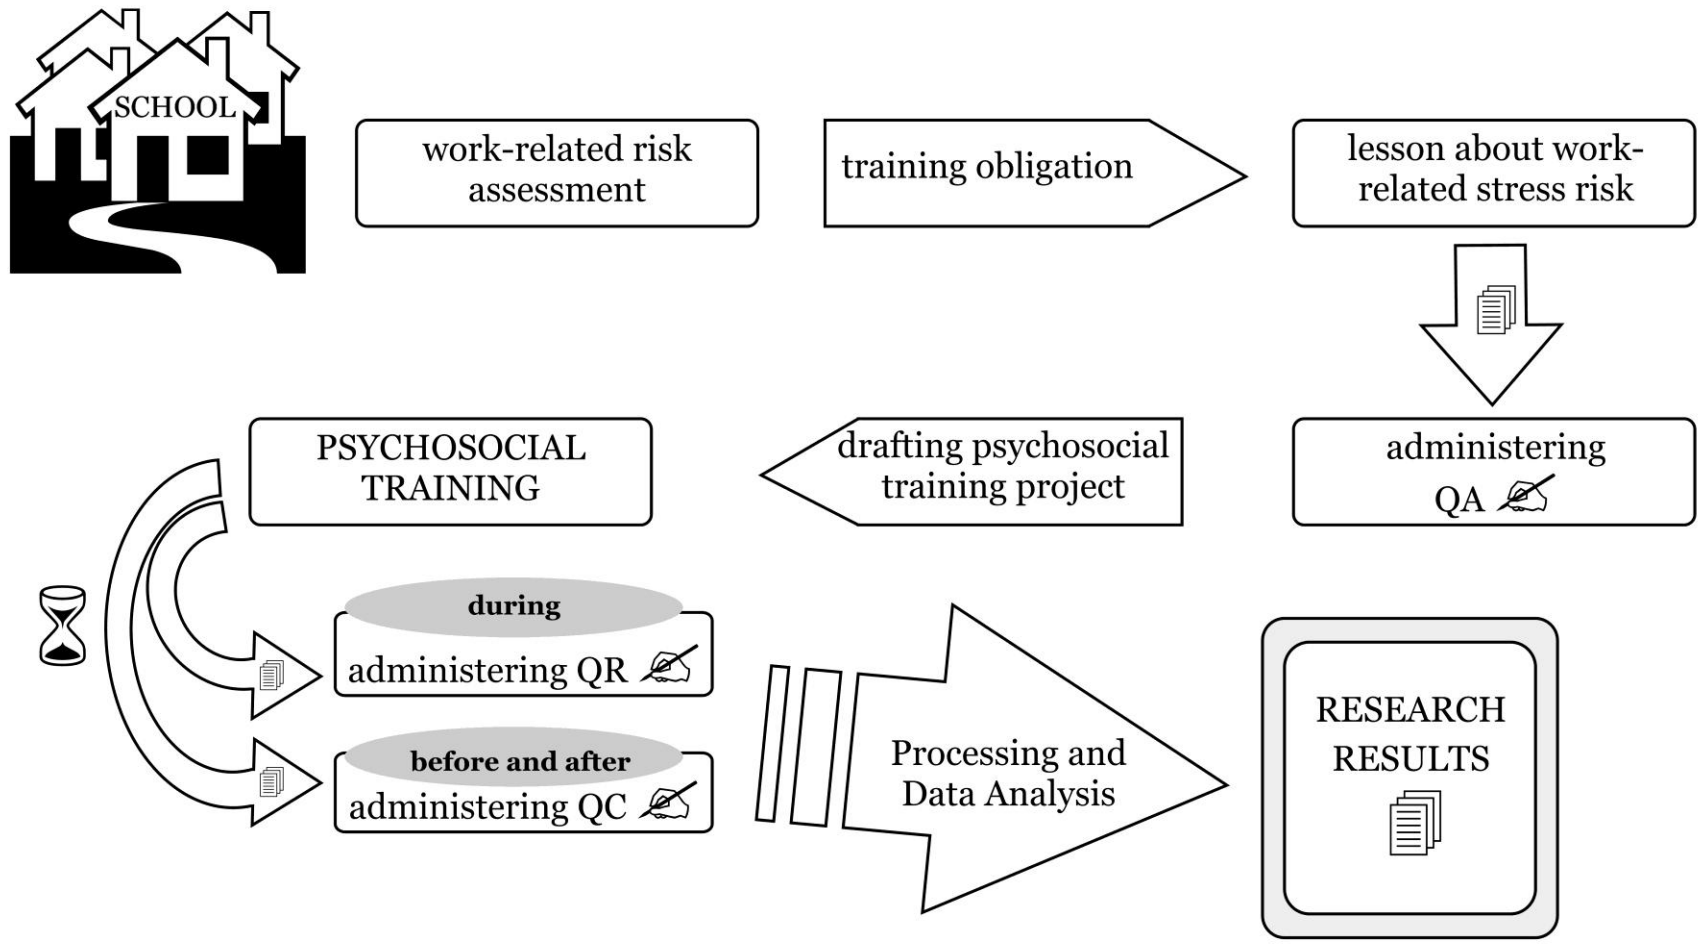 SCHOOL
work-related risk
assessment
training obligation
lesson about work-
related stress risk
administering
QA
drafting psychosocial
training project
PSYCHOSOCIAL
TRAINING
during
administering QR
before and after
administering QC
Processing and
Data Analysis
RESEARCH
RESULTS